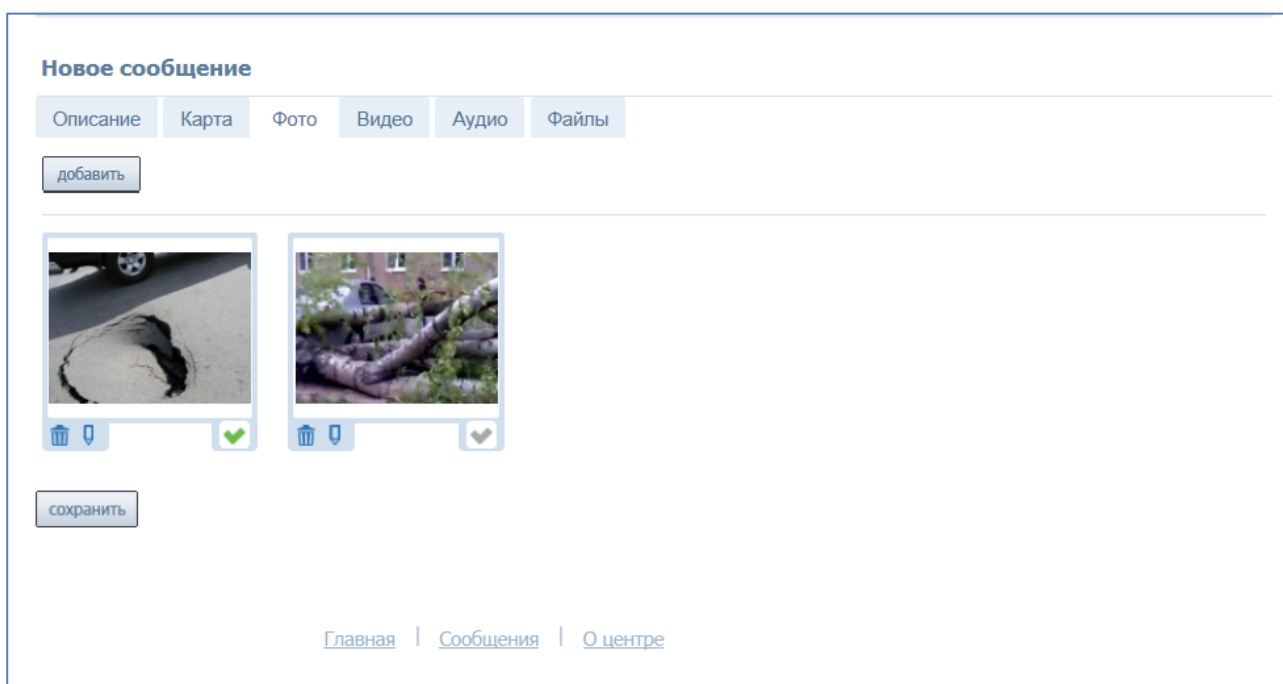 Новое сообщение
Описание Карта Фото Видео Аудио Файлы
добавить
сохранить
Главная | Сообщения | О центре